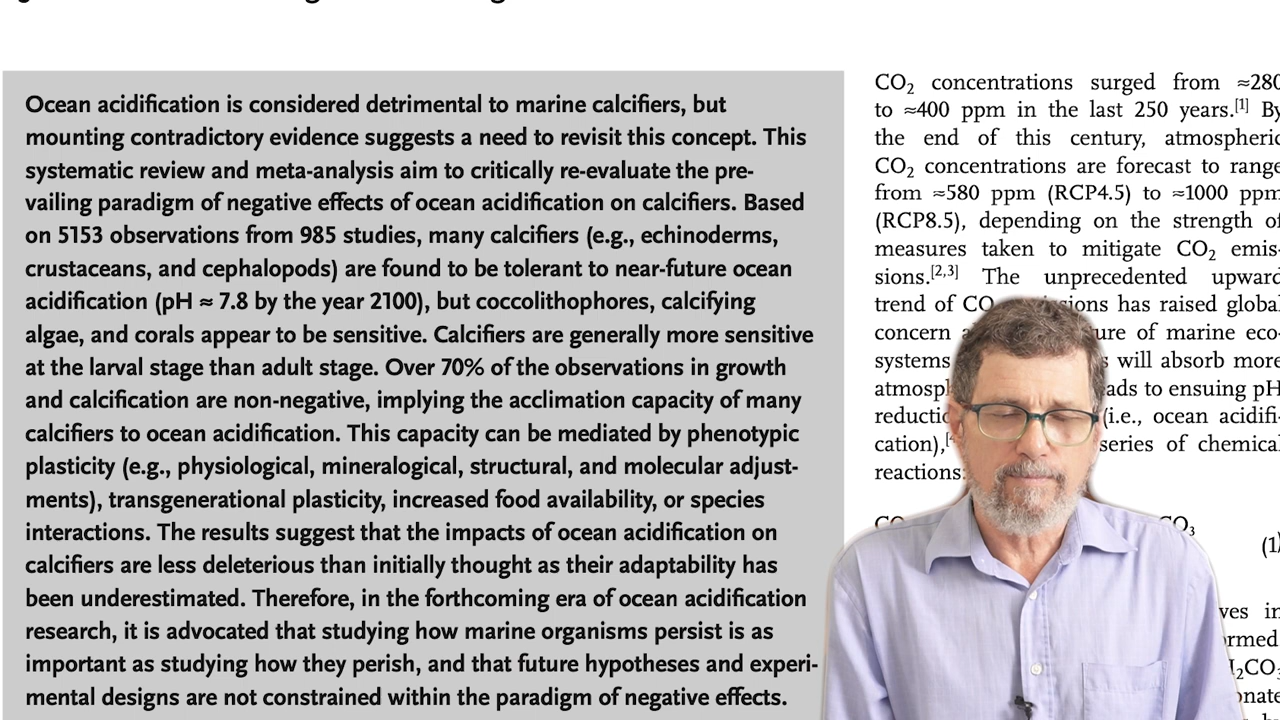 Ocean acidification is considered detrimental to marine calcifiers, but
mounting contradictory evidence suggests a need to revisit this concept. This
systematic review and meta-analysis aim to critically re-evaluate the pre-
vailing paradigm of negative effects of ocean acidification on calcifiers. Based
on 5153 observations from 985 studies, many calcifiers (e.g., echinoderms,
crustaceans, and cephalopods) are found to be tolerant to near-future ocean
acidification (pH ≈ 7.8 by the year 2100), but coccolithophores, calcifying
algae, and corals appear to be sensitive. Calcifiers are generally more sensitive
at the larval stage than adult stage. Over 70% of the observations in growth
and calcification are non-negative, implying the acclimation capacity of many
calcifiers to ocean acidification. This capacity can be mediated by phenotypic
plasticity (e.g., physiological, mineralogical, structural, and molecular adjust-
ments), transgenerational plasticity, increased food availability, or species
interactions. The results suggest that the impacts of ocean acidification on
calcifiers are less deleterious than initially thought as their adaptability has
been underestimated. Therefore, in the forthcoming era of ocean acidification
research, it is advocated that studying how marine organisms persist is as
important as studying how they perish, and that future hypotheses and experi-
mental designs are not constrained within the paradigm of negative effects.
CO₂ concentrations surged from ≈280
to ≈400 ppm in the last 250 years.[1] By
the end of this century, atmospheric
CO₂ concentrations are forecast to range
from ≈580 ppm (RCP4.5) to ≈1000 ppm
(RCP8.5), depending on the strength of
measures taken to mitigate CO₂ emis-
sions.[2,3] The unprecedented upward
trend of CO has raised global
concern of marine eco-
systems will absorb more
to ensuing pH
(i.e., ocean acidifi-
cation), series of chemical
reactions:
(1)
in